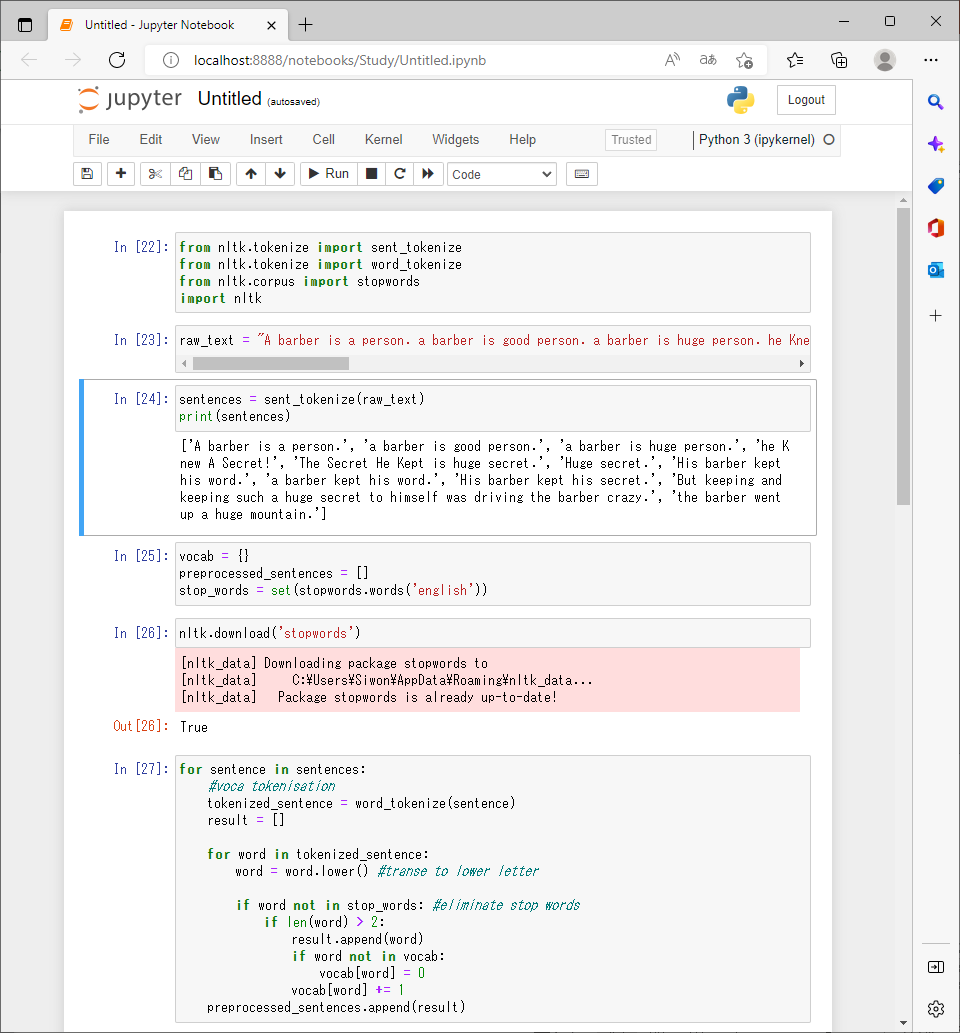 Untitled - Jupyter Notebook
localhost:8888/notebooks/Study/Untitled.ipynb
jupyter Untitled (autosaved)
Logout
File Edit View Insert Cell Kernel Widgets Help
Trusted
Python 3 (ipykernel)
Run
Code
In [22]:
from nltk.tokenize import sent_tokenize
from nltk.tokenize import word_tokenize
from nltk.corpus import stopwords
import nltk
In [23]:
raw_text = "A barber is a person. a barber is good person. a barber is huge person. he Kne
In [24]:
sentences = sent_tokenize(raw_text)
print(sentences)
['A barber is a person.', 'a barber is good person.', 'a barber is huge person.', 'he K
new A Secret!', 'The Secret He Kept is huge secret.', 'Huge secret.', 'His barber kept
his word.', 'a barber kept his word.', 'His barber kept his secret.', 'But keeping and
keeping such a huge secret to himself was driving the barber crazy.', 'the barber went
up a huge mountain.']
In [25]:
vocab = {}
preprocessed_sentences = []
stop_words = set(stopwords.words('english'))
In [26]:
nltk.download('stopwords')
[nltk_data] Downloading package stopwords to
[nltk_data]     C:¥Users¥Siwon¥AppData¥Roaming¥nltk_data...
[nltk_data]   Package stopwords is already up-to-date!
Out[26]: True
In [27]:
for sentence in sentences:
    #voca tokenisation
    tokenized_sentence = word_tokenize(sentence)
    result = []
    for word in tokenized_sentence:
        word = word.lower() #transe to lower letter
        if word not in stop_words: #eliminate stop words
            if len(word) > 2:
                result.append(word)
                if word not in vocab:
                    vocab[word] = 0
                vocab[word] += 1
    preprocessed_sentences.append(result)